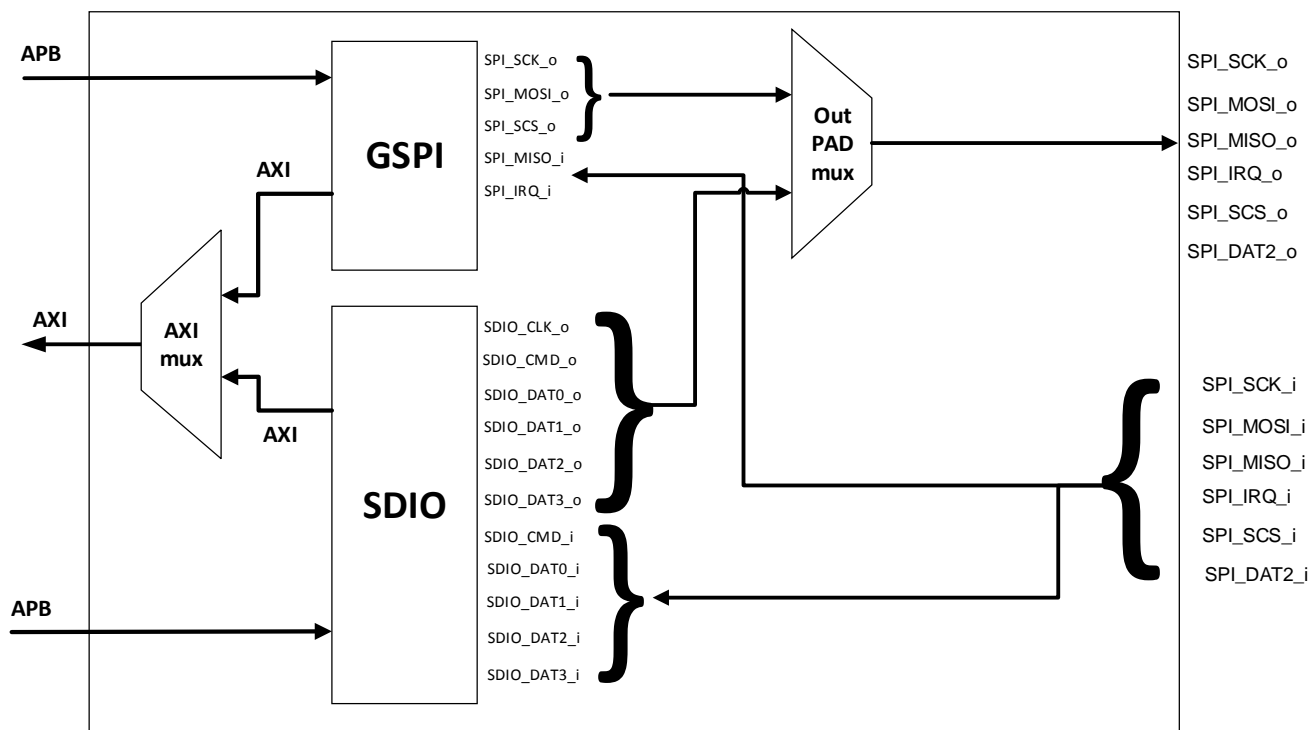 APB
GSPI
SPI_SCK_o
SPI_MOSI_o
SPI_SCS_o
SPI_MISO_i
SPI_IRQ_i
Out
PAD
mux
SPI_SCK_o
SPI_MOSI_o
SPI_MISO_o
SPI_IRQ_o
SPI_SCS_o
SPI_DAT2_o
AXI
AXI
AXI
mux
AXI
SDIO
SDIO_CLK_o
SDIO_CMD_o
SDIO_DAT0_o
SDIO_DAT1_o
SDIO_DAT2_o
SDIO_DAT3_o
SDIO_CMD_i
SDIO_DAT0_i
SDIO_DAT1_i
SDIO_DAT2_i
SDIO_DAT3_i
SPI_SCK_i
SPI_MOSI_i
SPI_MISO_i
SPI_IRQ_i
SPI_SCS_i
SPI_DAT2_i
APB